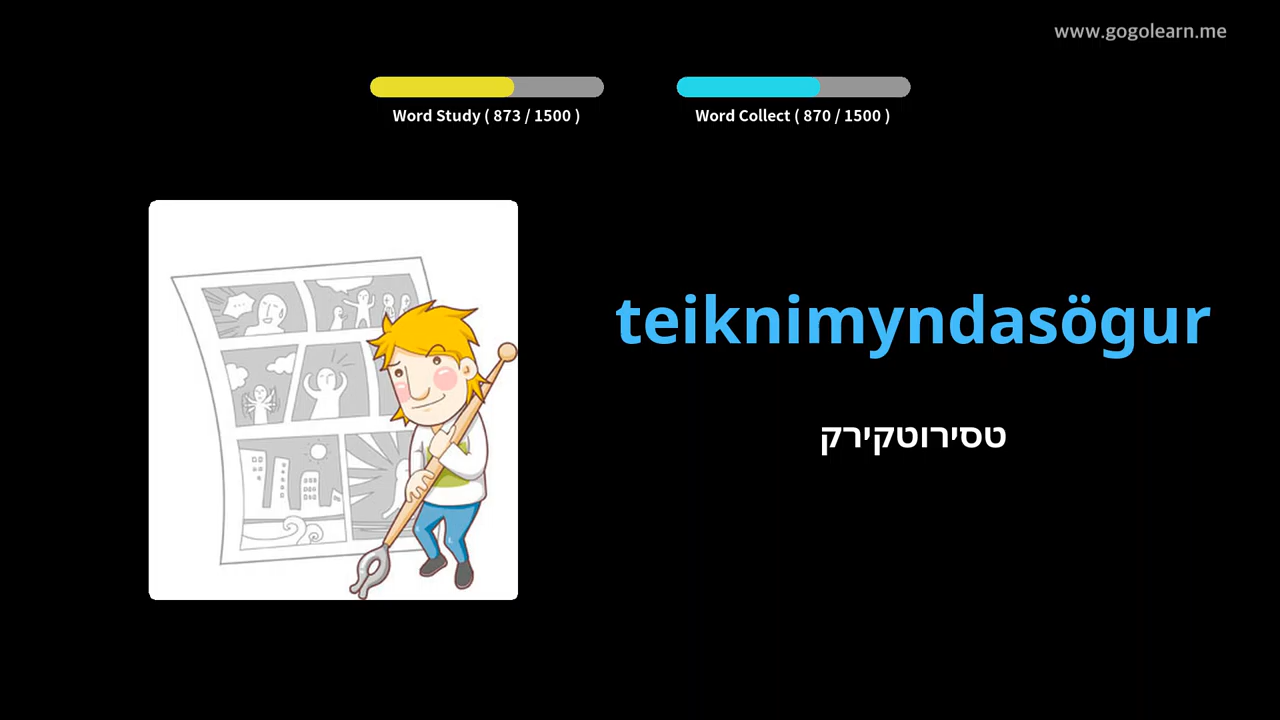 www.gogolearn.me
Word Study ( 873 / 1500 )
Word Collect ( 870 / 1500 )
teiknimyndasögur
טסירוטקירק